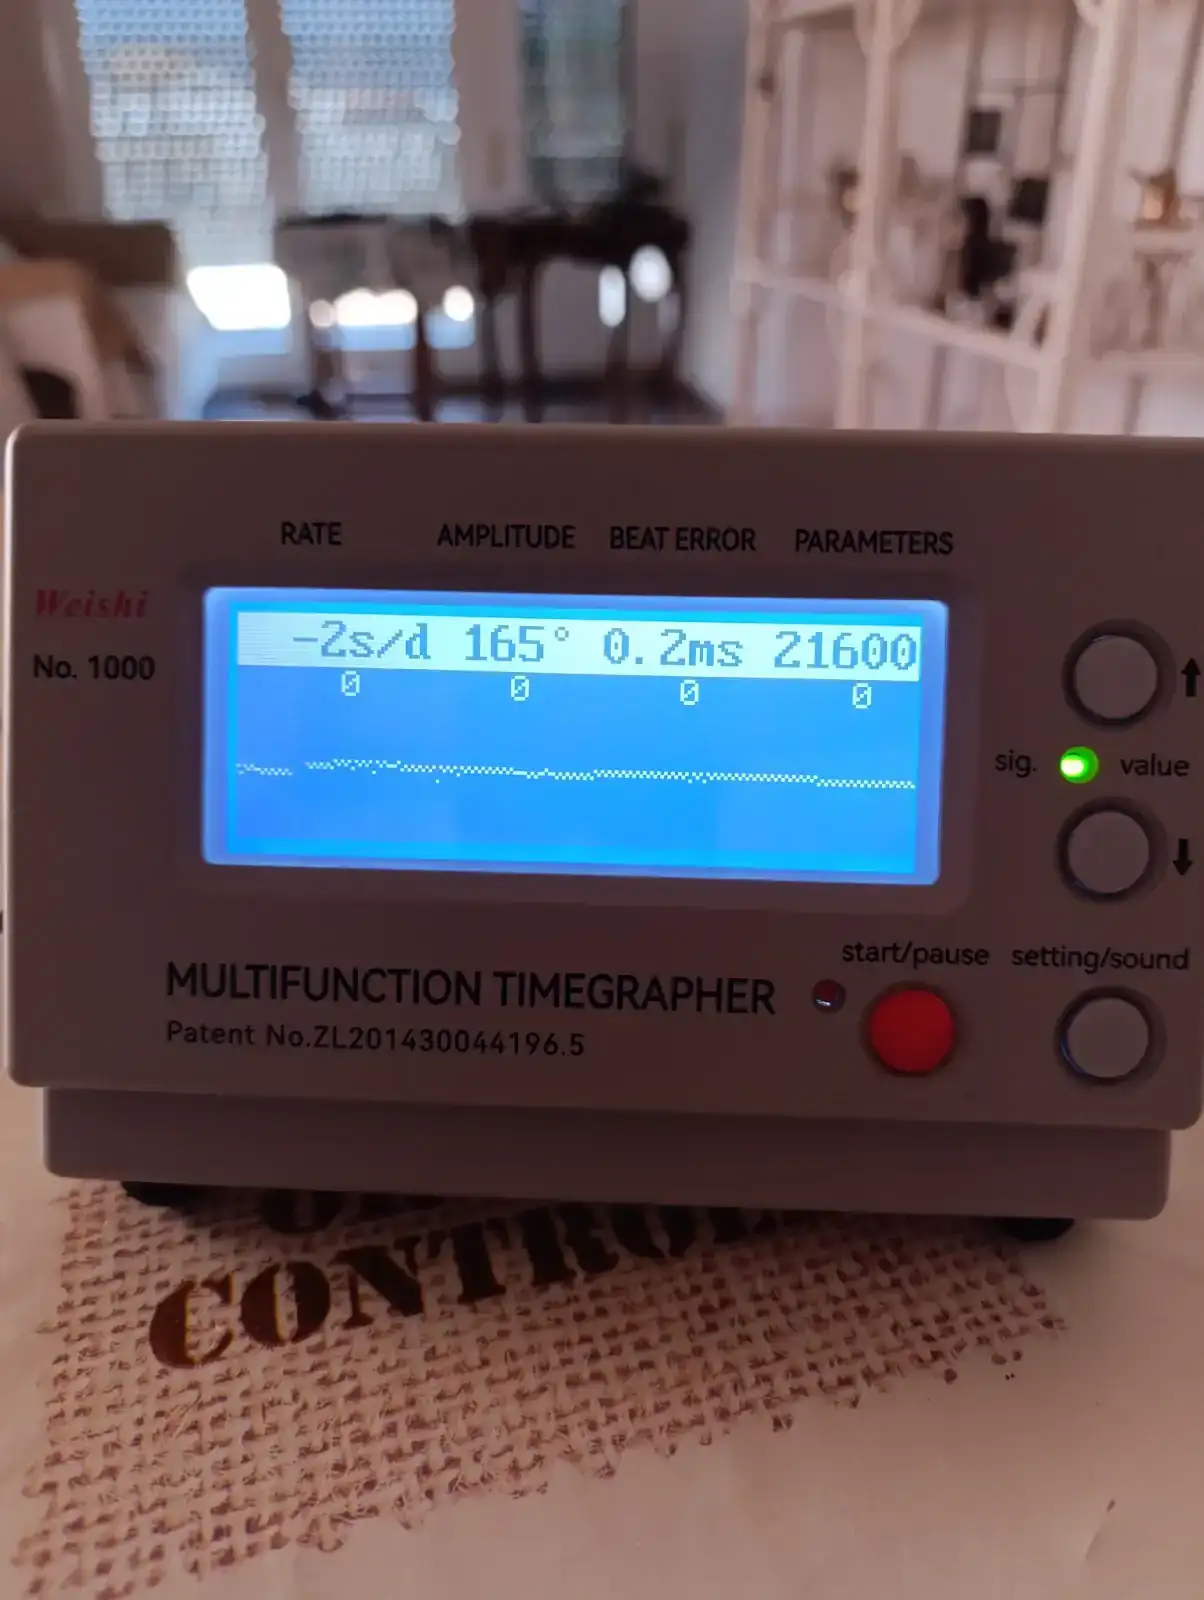 RATE AMPLITUDE BEAT ERROR PARAMETERS
Weishi
No. 1000
-2s/d 165° 0.2ms 21600
0 0 0 0
sig. value
start/pause setting/sound
MULTIFUNCTION TIMEGRAPHER
Patent No.ZL201430044196.5
CONTROL